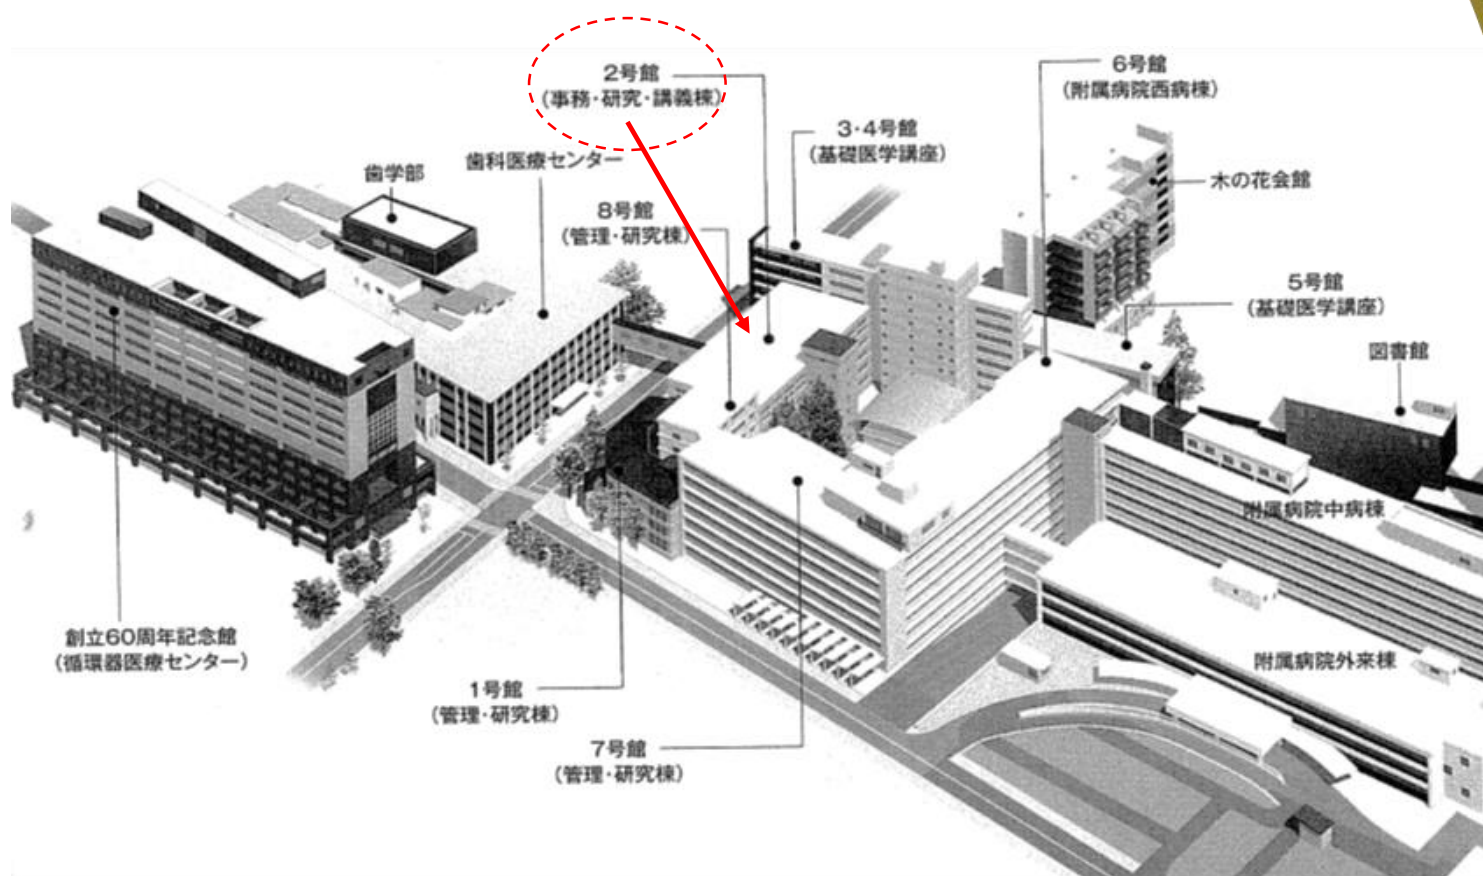 2号館
(事務・研究・講義棟)
6号館
(附属病院西病棟)
3・4号館
(基礎医学講座)
歯学部
歯科医療センター
木の花会館
8号館
(管理・研究棟)
5号館
(基礎医学講座)
図書館
附属病院中病棟
創立60周年記念館
(循環器医療センター)
附属病院外来棟
1号館
(管理・研究棟)
7号館
(管理・研究棟)